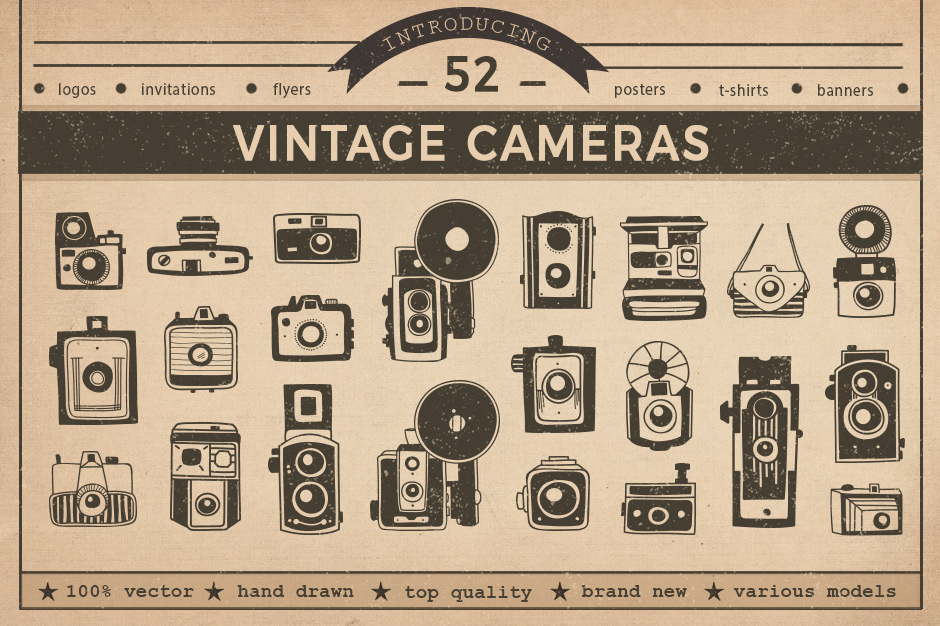 INTRODUCING
— 52 —
logos • invitations • flyers
posters • t-shirts • banners
VINTAGE CAMERAS
★ 100% vector ★ hand drawn ★ top quality ★ brand new ★ various models